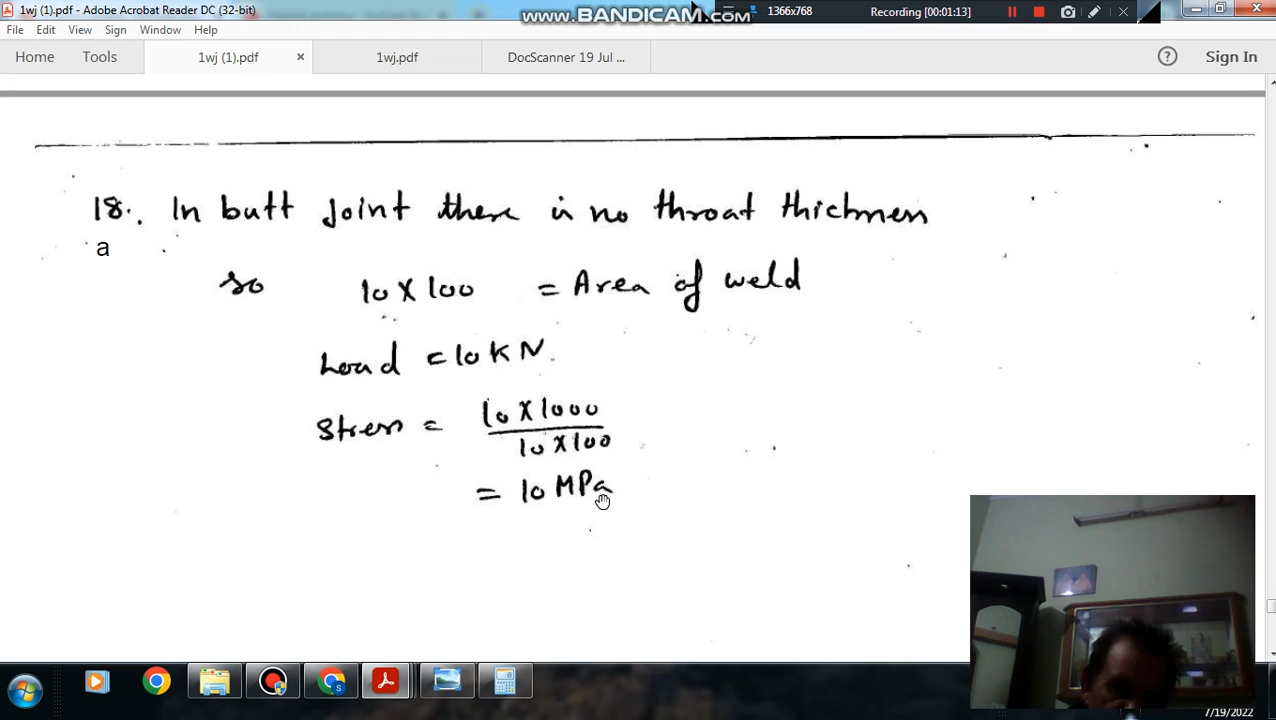 1wj (1).pdf - Adobe Acrobat Reader DC (32-bit)
www.BANDICAM.com
1366x768
Recording [00:01:13]
File Edit View Sign Window Help
Home Tools 1wj (1).pdf × 1wj.pdf DocScanner 19 Jul ... ? Sign In
18. In butt joint there is no throat thickness
a
so 10 X 100 = Area of weld
Load = 10 KN.
Stress = 10 X 1000
10 X 100
= 10 MPa
7/19/2022